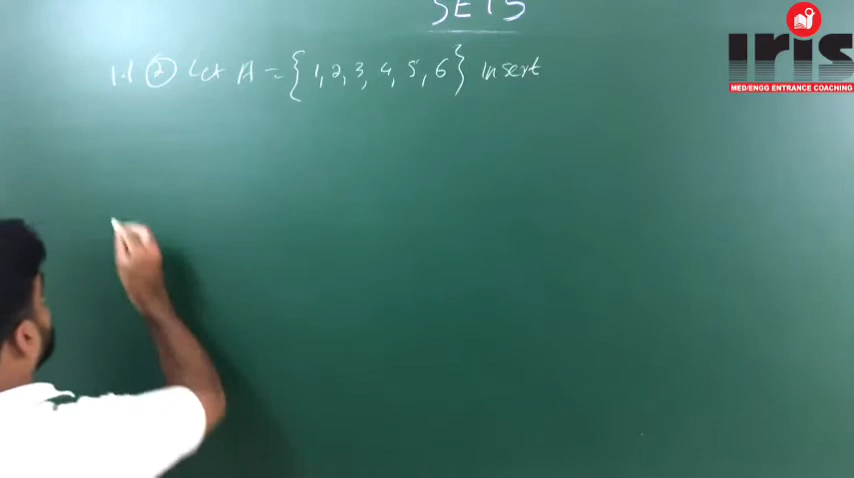 SETS
1.1 ② Let A = {1,2,3,4,5,6} insert
Iris
MED/ENGG ENTRANCE COACHING